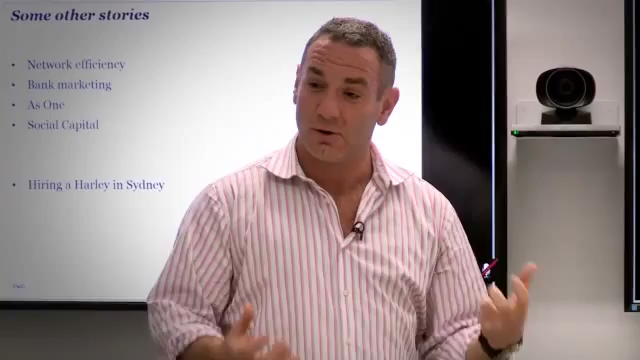 Some other stories
• Network efficiency
• Bank marketing
• As One
• Social Capital
• Hiring a Harley in Sydney